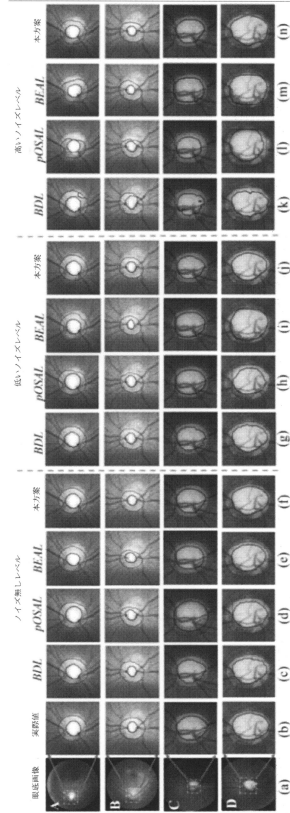 ノイズ無しレベル
低いノイズレベル
高いノイズレベル
眼底画像
実際値
BDL
pOSAL
BEAL
本方案
BDL
pOSAL
BEAL
本方案
BDL
pOSAL
BEAL
本方案
A
B
C
D
(a)
(b)
(c)
(d)
(e)
(f)
(g)
(h)
(i)
(j)
(k)
(l)
(m)
(n)